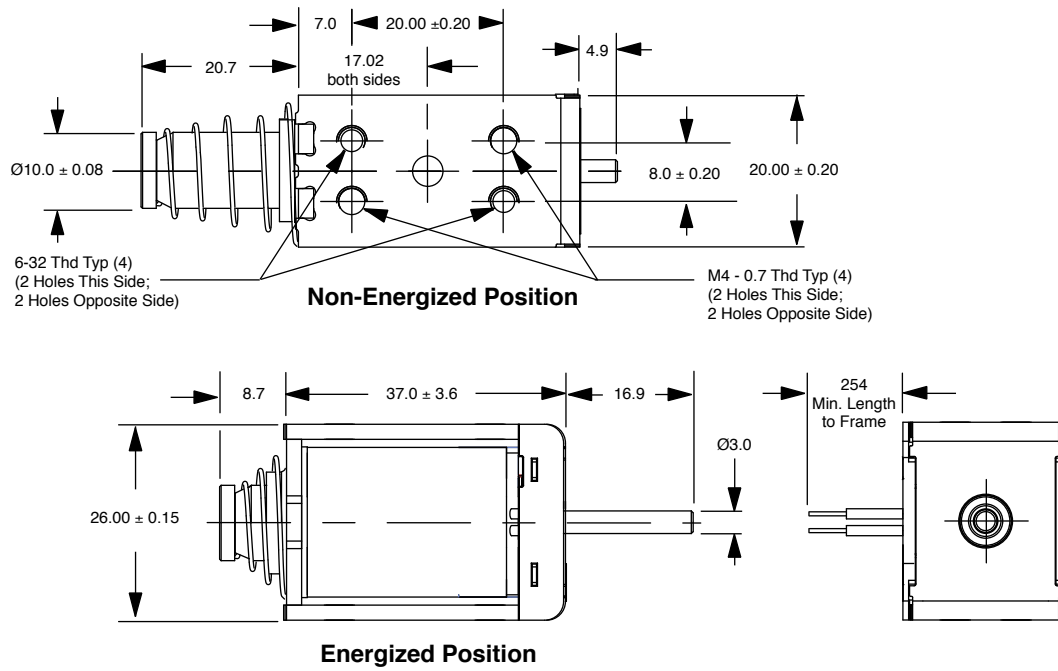 7.0
20.00 ±0.20
4.9
20.7
17.02
both sides
Ø10.0 ± 0.08
8.0 ± 0.20
20.00 ± 0.20
6-32 Thd Typ (4)
(2 Holes This Side;
2 Holes Opposite Side)
M4 - 0.7 Thd Typ (4)
(2 Holes This Side;
2 Holes Opposite Side)
Non-Energized Position
8.7
37.0 ± 3.6
16.9
254
Min. Length
to Frame
Ø3.0
26.00 ± 0.15
Energized Position